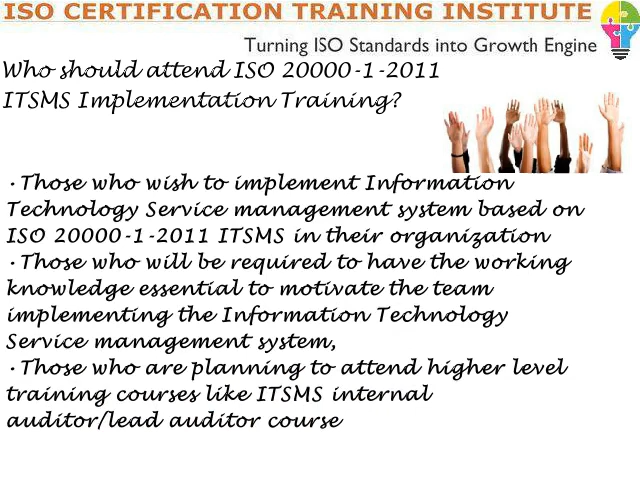 ISO CERTIFICATION TRAINING INSTITUTE
Turning ISO Standards into Growth Engine
Who should attend ISO 20000-1-2011
ITSMS Implementation Training?
•Those who wish to implement Information
Technology Service management system based on
ISO 20000-1-2011 ITSMS in their organization
•Those who will be required to have the working
knowledge essential to motivate the team
implementing the Information Technology
Service management system,
•Those who are planning to attend higher level
training courses like ITSMS internal
auditor/lead auditor course